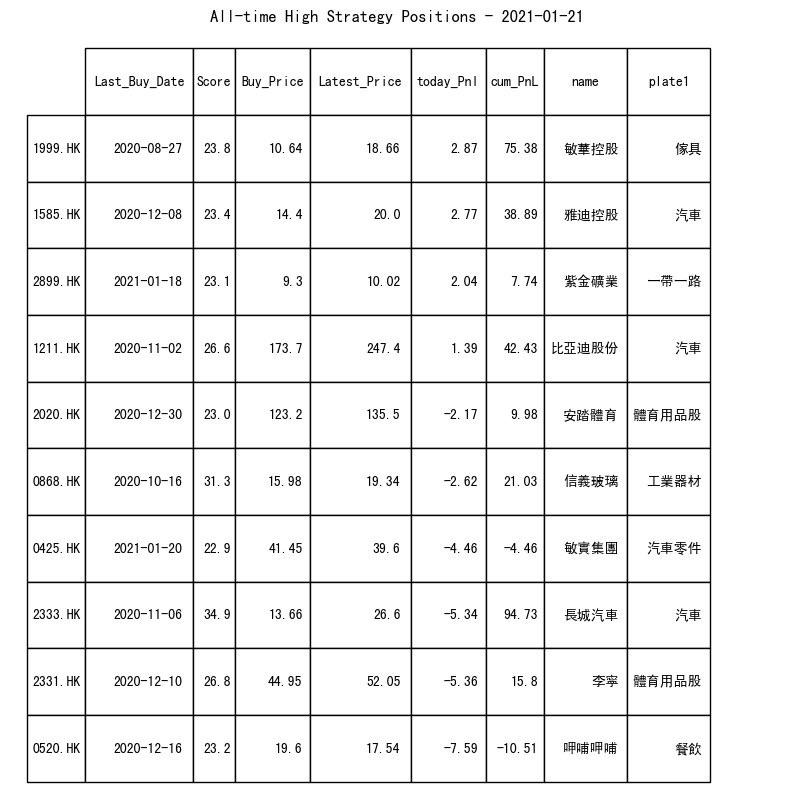 All-time High Strategy Positions - 2021-01-21
Last_Buy_Date Score Buy_Price Latest_Price today_Pnl cum_PnL name plate1
1999.HK 2020-08-27 23.8 10.64 18.66 2.87 75.38 敏華控股 傢具
1585.HK 2020-12-08 23.4 14.4 20.0 2.77 38.89 雅迪控股 汽車
2899.HK 2021-01-18 23.1 9.3 10.02 2.04 7.74 紫金礦業 一帶一路
1211.HK 2020-11-02 26.6 173.7 247.4 1.39 42.43 比亞迪股份 汽車
2020.HK 2020-12-30 23.0 123.2 135.5 -2.17 9.98 安踏體育 體育用品股
0868.HK 2020-10-16 31.3 15.98 19.34 -2.62 21.03 信義玻璃 工業器材
0425.HK 2021-01-20 22.9 41.45 39.6 -4.46 -4.46 敏實集團 汽車零件
2333.HK 2020-11-06 34.9 13.66 26.6 -5.34 94.73 長城汽車 汽車
2331.HK 2020-12-10 26.8 44.95 52.05 -5.36 15.8 李寧 體育用品股
0520.HK 2020-12-16 23.2 19.6 17.54 -7.59 -10.51 呷哺呷哺 餐飲